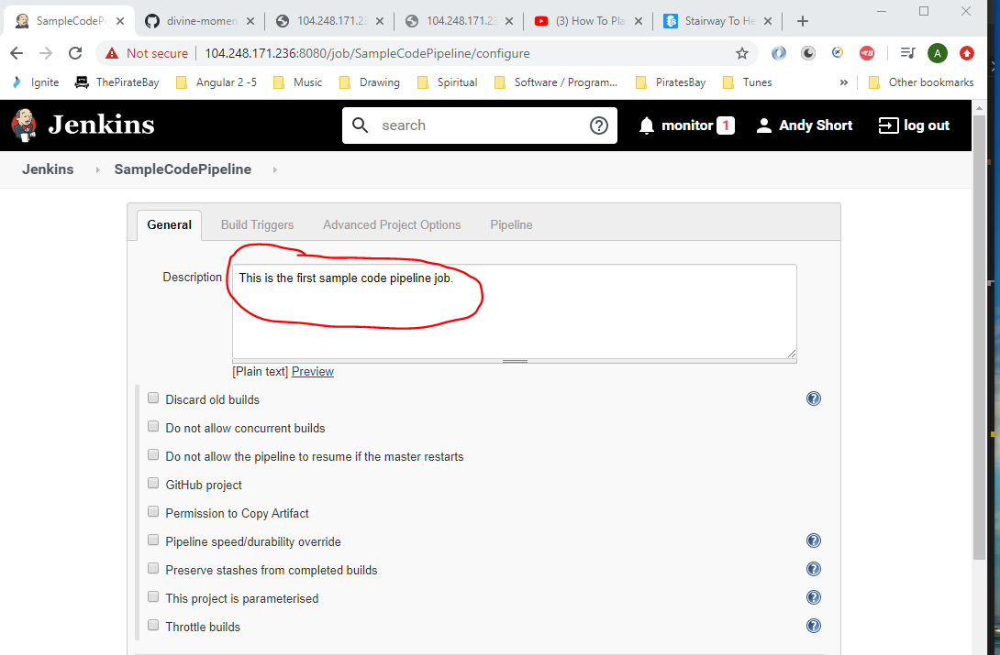 SampleCodePi
divine-momen
104.248.171.23
104.248.171.23
(3) How To Pla
Stairway To He
Not secure
104.248.171.236:8080/job/SampleCodePipeline/configure
A
Ignite
ThePirateBay
Angular 2 -5
Music
Drawing
Spiritual
Software / Program...
PiratesBay
Tunes
»
Other bookmarks
Jenkins
search
monitor 1
Andy Short
log out
Jenkins
SampleCodePipeline
General
Build Triggers
Advanced Project Options
Pipeline
Description
This is the first sample code pipeline job.
[Plain text] Preview
Discard old builds
Do not allow concurrent builds
Do not allow the pipeline to resume if the master restarts
GitHub project
Permission to Copy Artifact
Pipeline speed/durability override
Preserve stashes from completed builds
This project is parameterised
Throttle builds